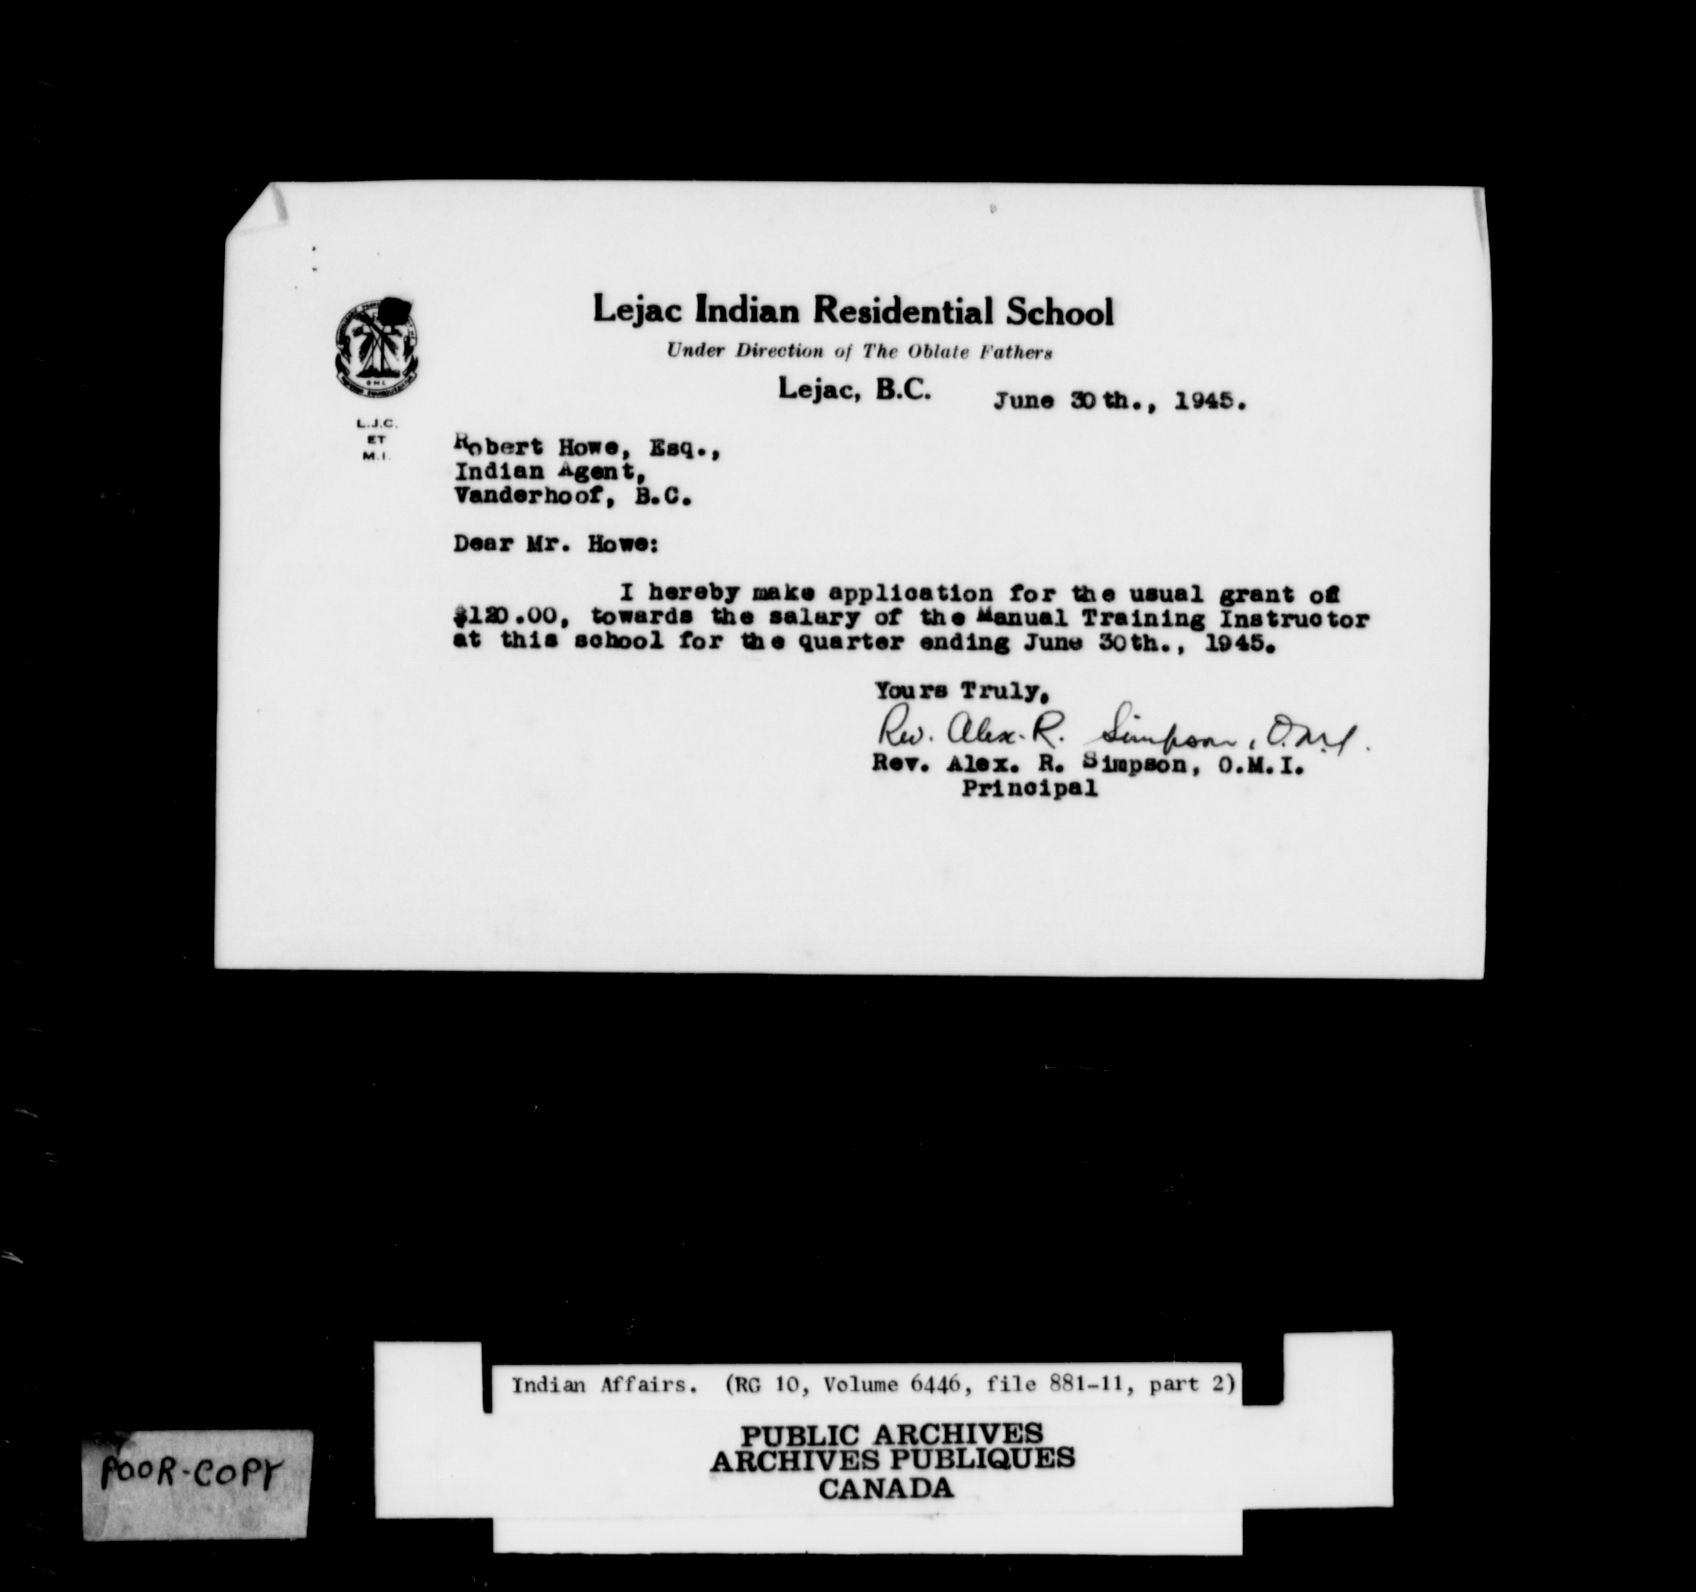 Lejac Indian Residential School
Under Direction of The Oblate Fathers
Lejac, B.C. June 30th., 1945.
O M I
L.J.C.
ET
M.I.
Robert Howe, Esq.,
Indian Agent,
Vanderhoof, B.C.
Dear Mr. Howe:
I hereby make application for the usual grant of
$120.00, towards the salary of the Manual Training Instructor
at this school for the quarter ending June 30th., 1945.
Yours Truly,
Rev. Alex. R. Simpson, O.M.I.
Rev. Alex. R. Simpson, O.M.I.
Principal
Indian Affairs. (RG 10, Volume 6446, file 881-11, part 2)
PUBLIC ARCHIVES
ARCHIVES PUBLIQUES
CANADA
POOR-COPY